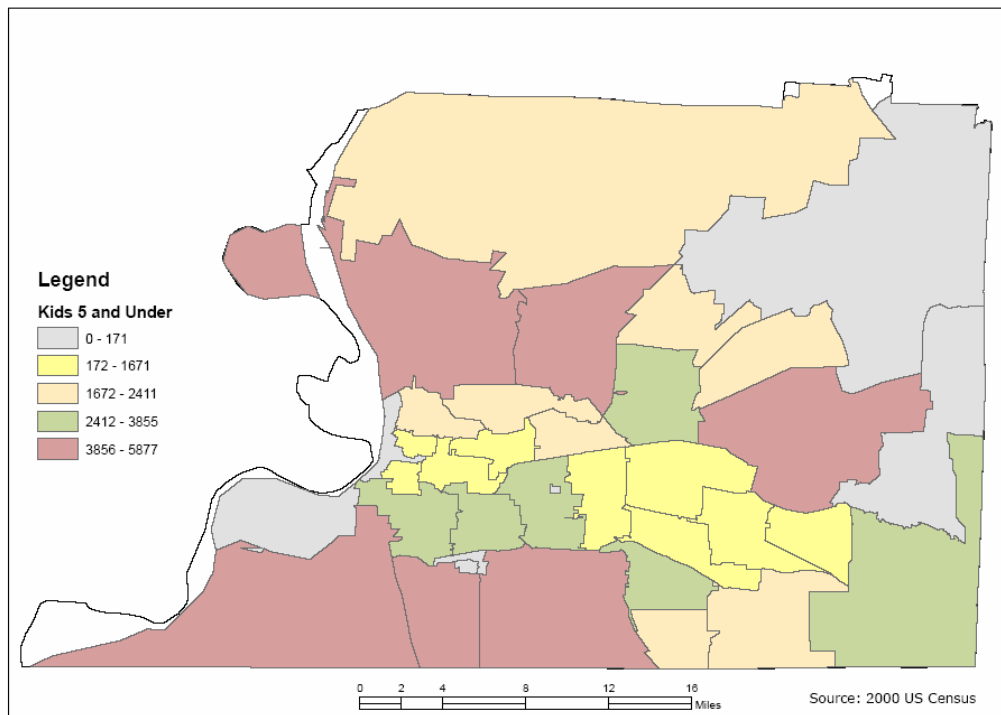 Legend
Kids 5 and Under
0 - 171
172 - 1671
1672 - 2411
2412 - 3855
3856 - 5877
0 2 4 8 12 16
Miles
Source: 2000 US Census